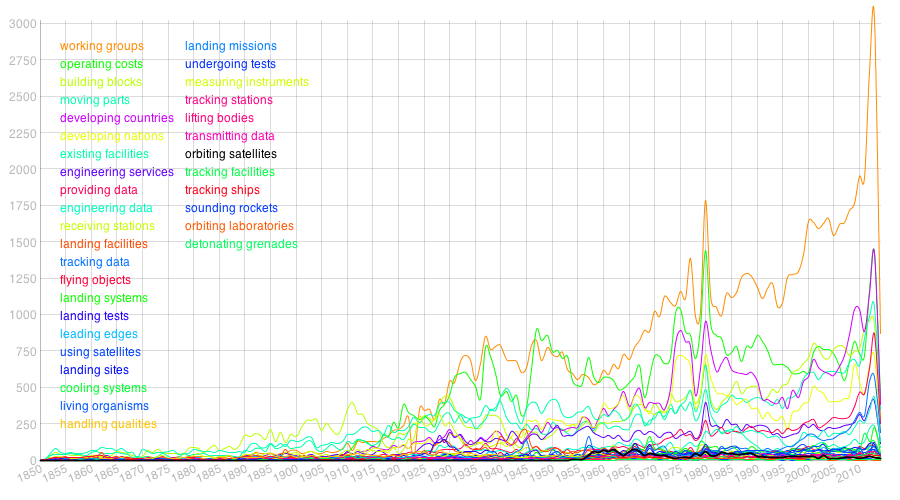 3000
2750
2500
2250
2000
1750
1500
1250
1000
750
500
250
0
working groups
operating costs
building blocks
moving parts
developing countries
developing nations
existing facilities
engineering services
providing data
engineering data
receiving stations
landing facilities
tracking data
flying objects
landing systems
landing tests
leading edges
using satellites
landing sites
cooling systems
living organisms
handling qualities
landing missions
undergoing tests
measuring instruments
tracking stations
lifting bodies
transmitting data
orbiting satellites
tracking facilities
tracking ships
sounding rockets
orbiting laboratories
detonating grenades
1850 1855 1860 1865 1870 1875 1880 1885 1890 1895 1900 1905 1910 1915 1920 1925 1930 1935 1940 1945 1950 1955 1960 1965 1970 1975 1980 1985 1990 1995 2000 2005 2010